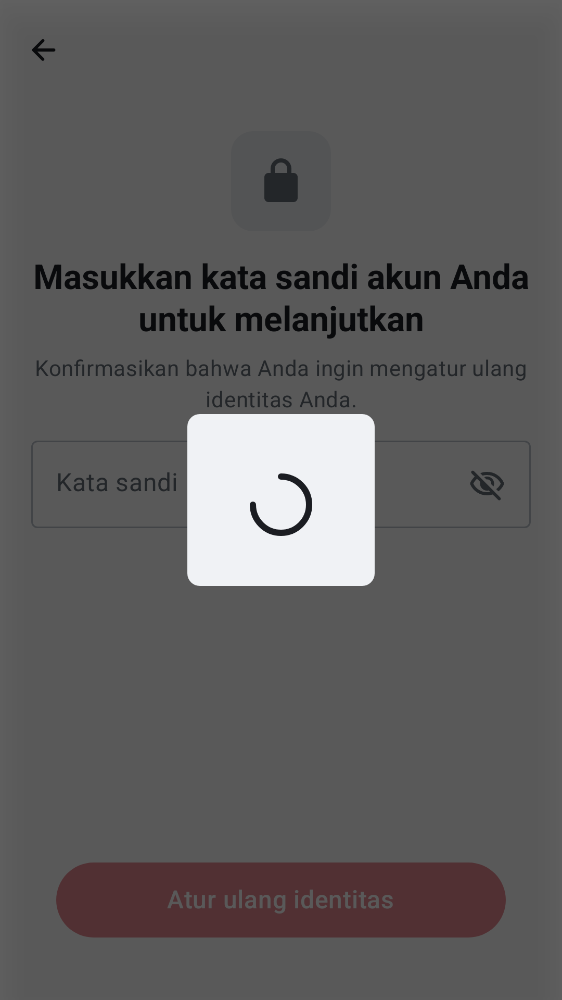 Masukkan kata sandi akun Anda
untuk melanjutkan
Konfirmasikan bahwa Anda ingin mengatur ulang
identitas Anda.
Kata sandi
Atur ulang identitas